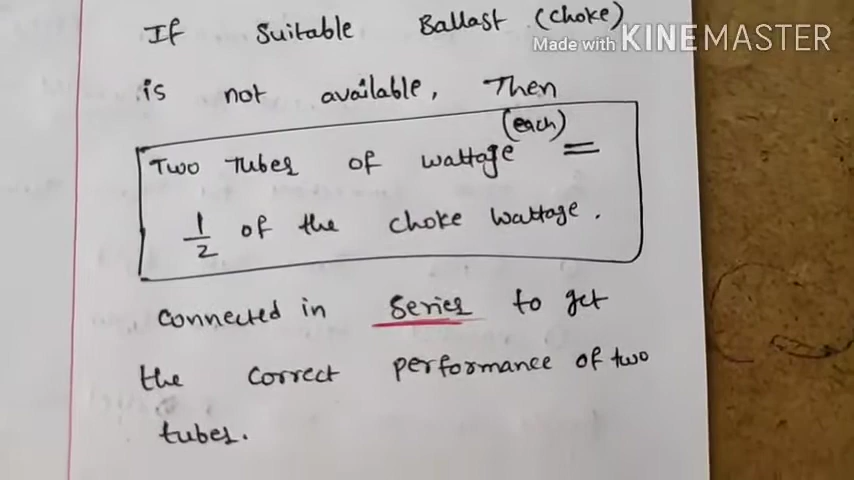 If suitable Ballast (choke)
Made with KINEMASTER
is not available, Then
(each)
Two tubes of wattage =
1/2 of the choke wattage.
connected in series to get
the correct performance of two
tubes.